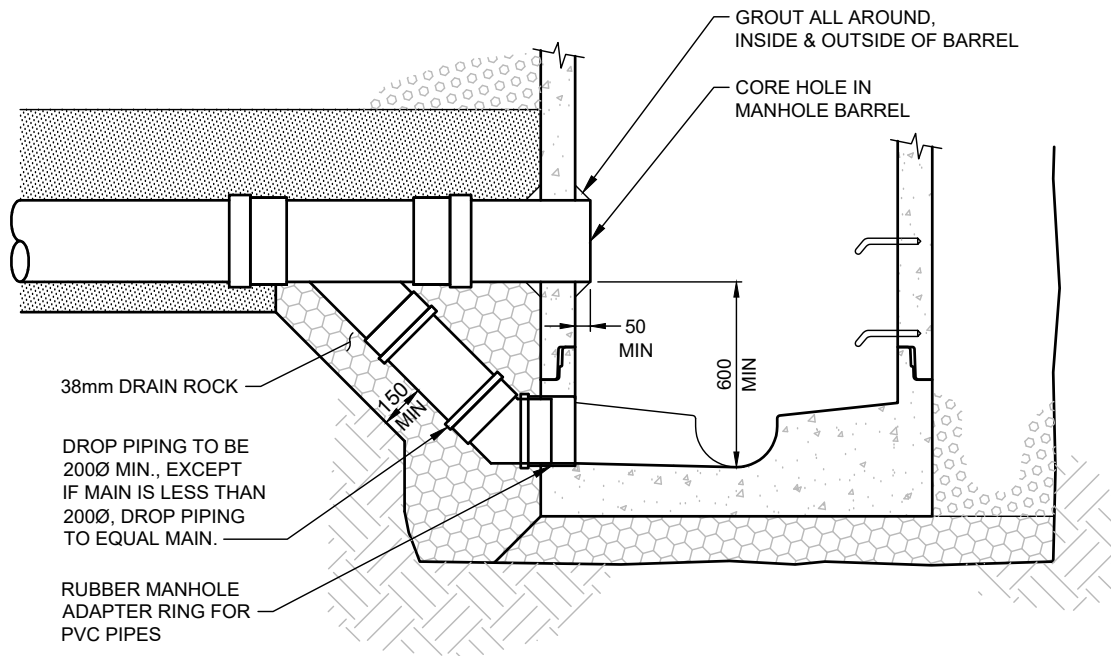 GROUT ALL AROUND,
INSIDE & OUTSIDE OF BARREL
CORE HOLE IN
MANHOLE BARREL
50
MIN
600
MIN
38mm DRAIN ROCK
150
MIN
DROP PIPING TO BE
200Ø MIN., EXCEPT
IF MAIN IS LESS THAN
200Ø, DROP PIPING
TO EQUAL MAIN.
RUBBER MANHOLE
ADAPTER RING FOR
PVC PIPES